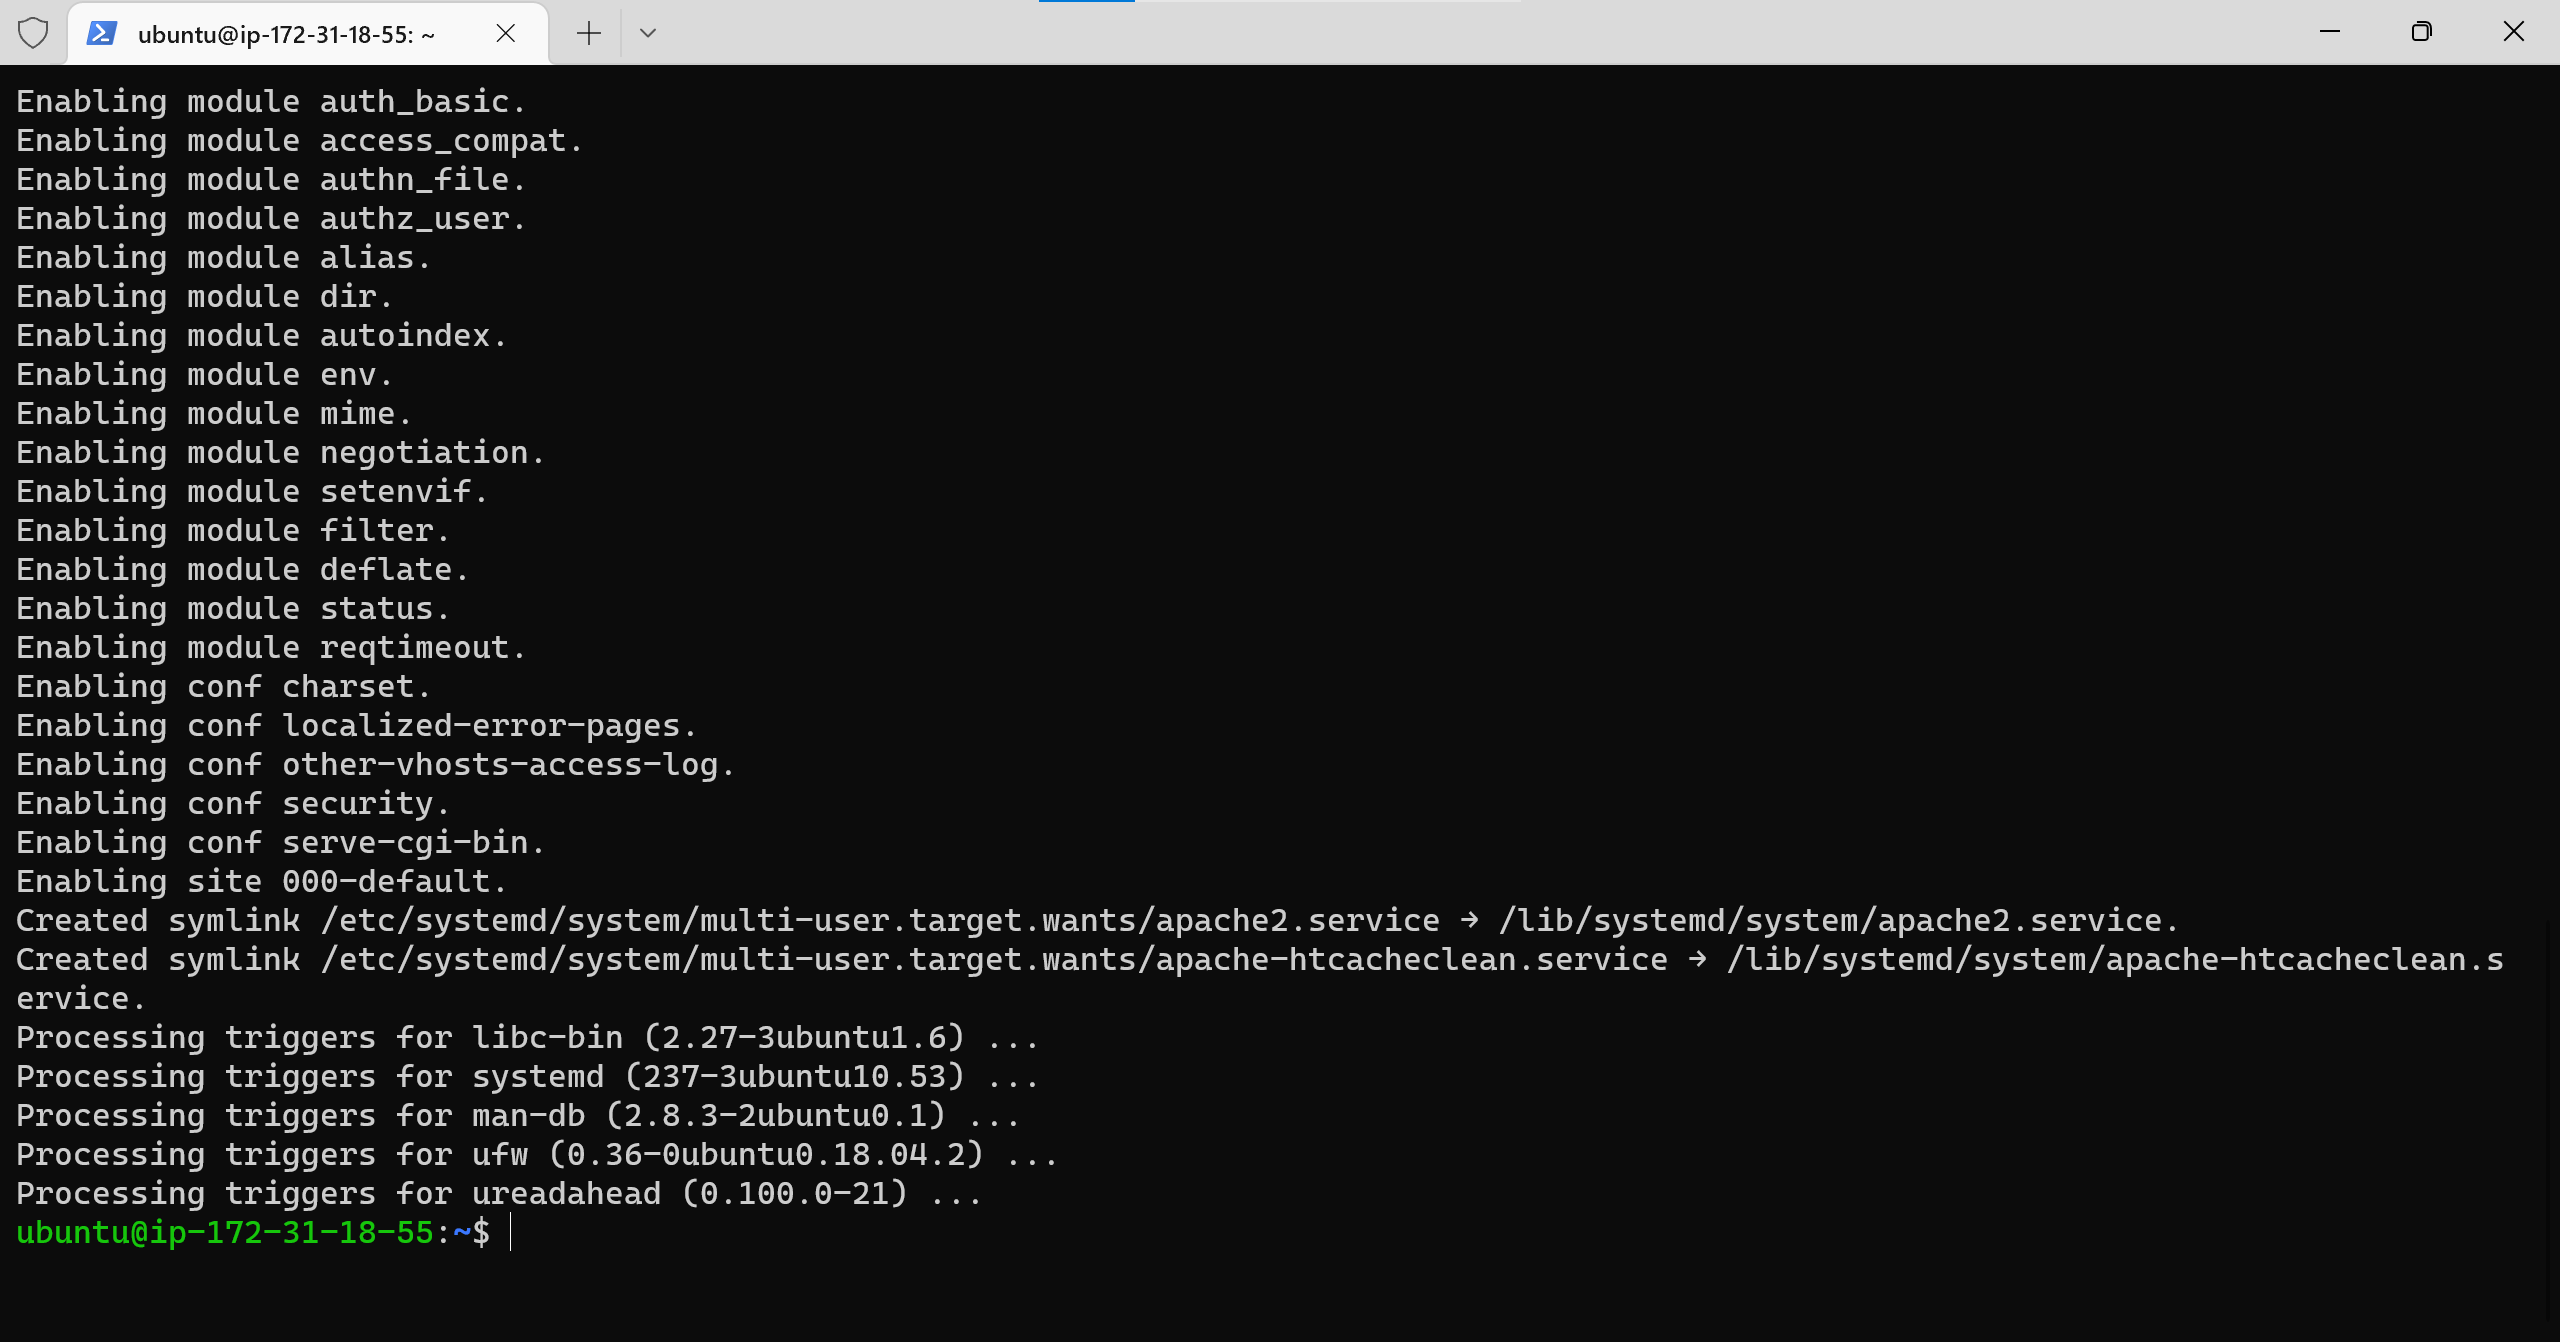 ubuntu@ip-172-31-18-55: ~
Enabling module auth_basic.
Enabling module access_compat.
Enabling module authn_file.
Enabling module authz_user.
Enabling module alias.
Enabling module dir.
Enabling module autoindex.
Enabling module env.
Enabling module mime.
Enabling module negotiation.
Enabling module setenvif.
Enabling module filter.
Enabling module deflate.
Enabling module status.
Enabling module reqtimeout.
Enabling conf charset.
Enabling conf localized-error-pages.
Enabling conf other-vhosts-access-log.
Enabling conf security.
Enabling conf serve-cgi-bin.
Enabling site 000-default.
Created symlink /etc/systemd/system/multi-user.target.wants/apache2.service → /lib/systemd/system/apache2.service.
Created symlink /etc/systemd/system/multi-user.target.wants/apache-htcacheclean.service → /lib/systemd/system/apache-htcacheclean.s
ervice.
Processing triggers for libc-bin (2.27-3ubuntu1.6) ...
Processing triggers for systemd (237-3ubuntu10.53) ...
Processing triggers for man-db (2.8.3-2ubuntu0.1) ...
Processing triggers for ufw (0.36-0ubuntu0.18.04.2) ...
Processing triggers for ureadahead (0.100.0-21) ...
ubuntu@ip-172-31-18-55:~$